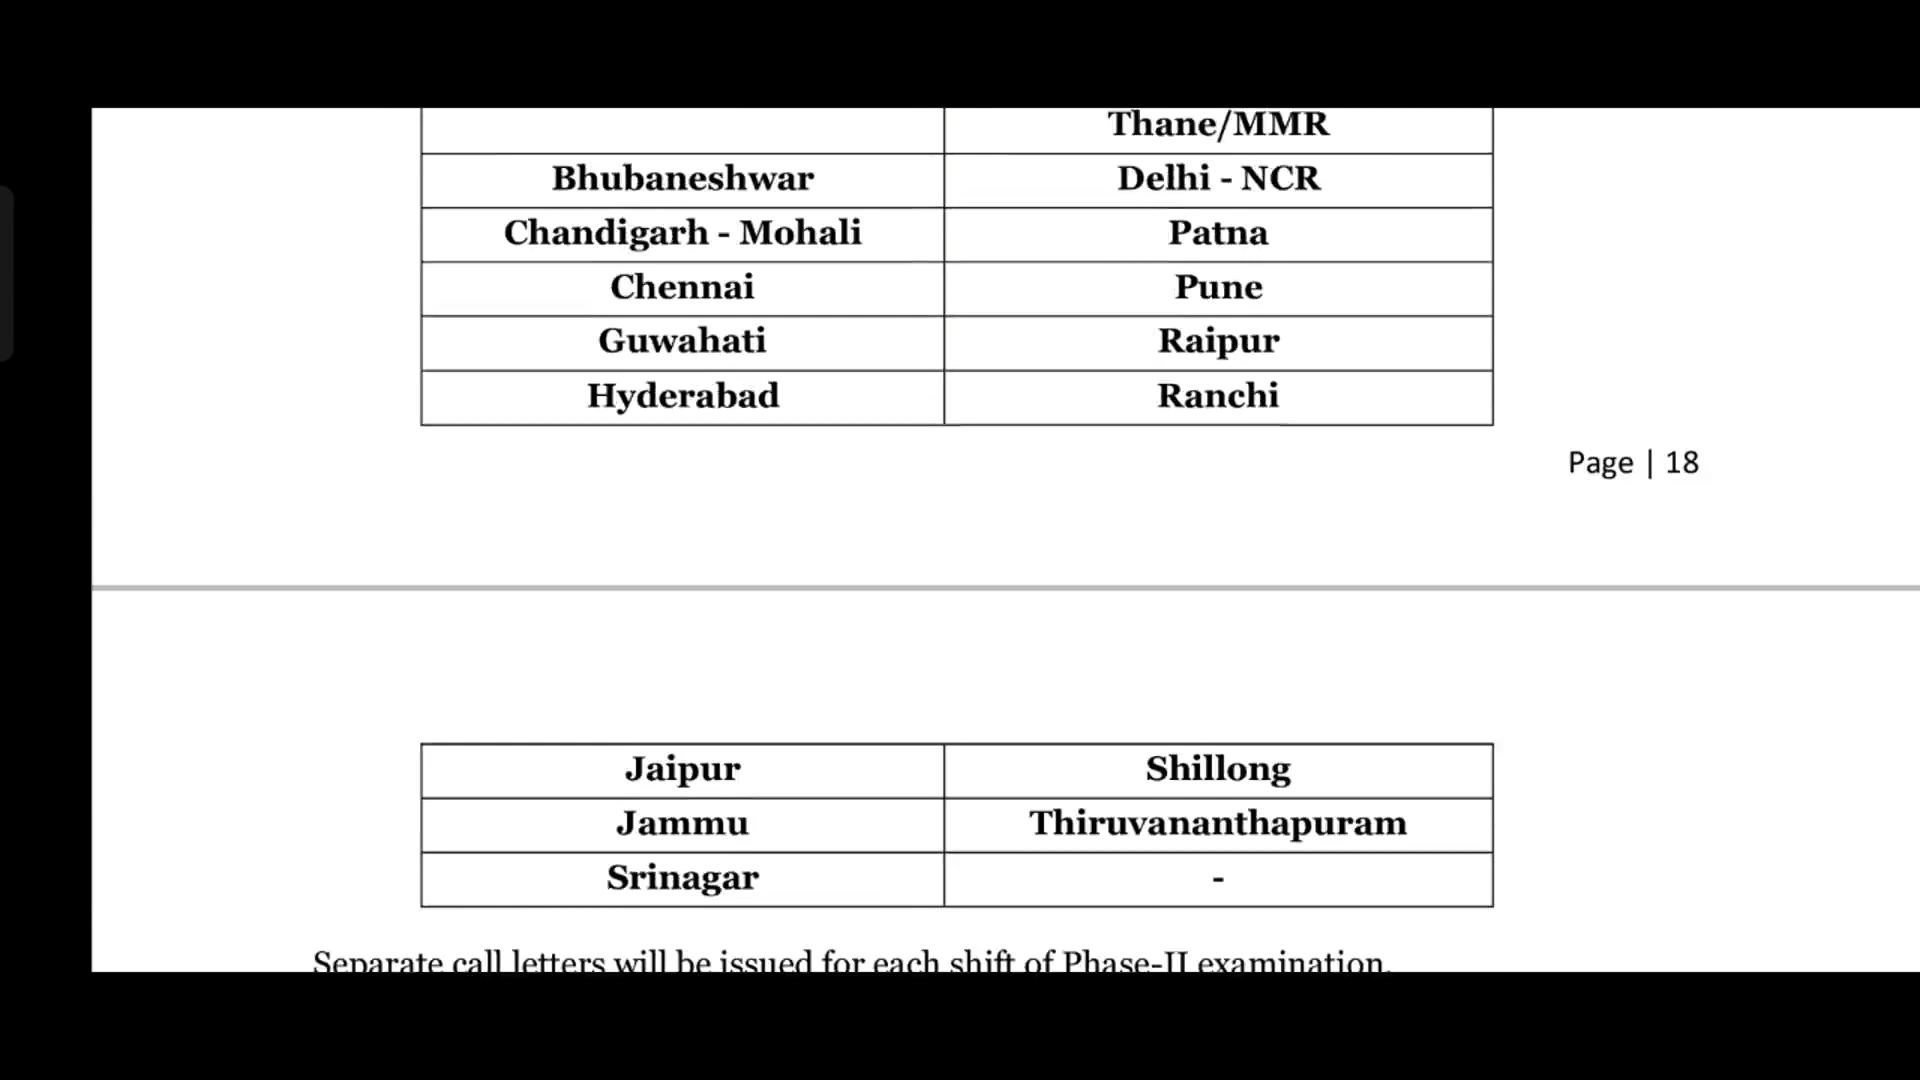 Thane/MMR
Bhubaneshwar Delhi - NCR
Chandigarh - Mohali Patna
Chennai Pune
Guwahati Raipur
Hyderabad Ranchi
Page | 18
Jaipur Shillong
Jammu Thiruvananthapuram
Srinagar -
Separate call letters will be issued for each shift of Phase-II examination.